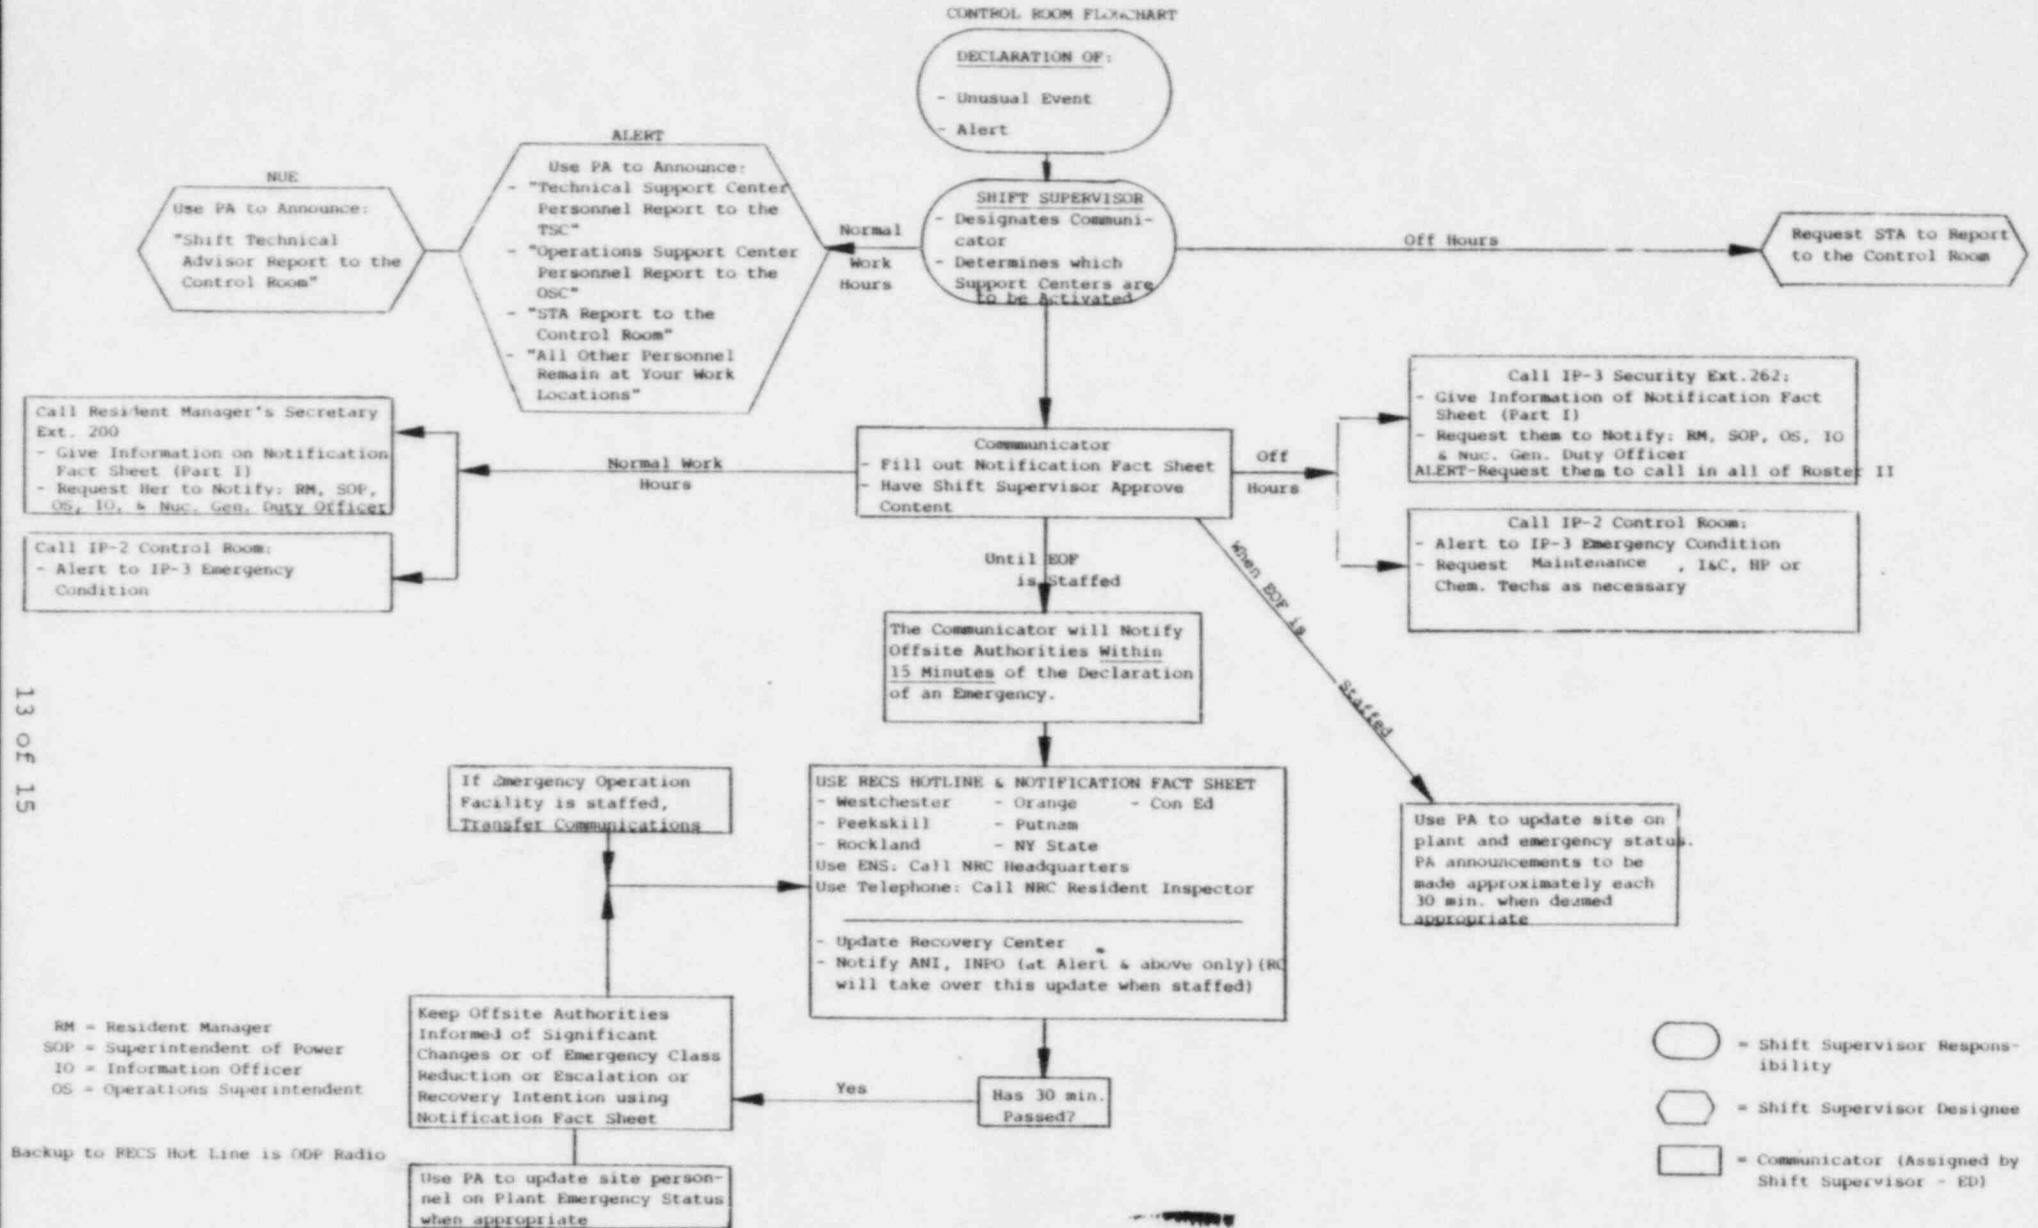 CONTROL ROOM FLOWCHART
DECLARATION OF:
- Unusual Event
- Alert
SHIFT SUPERVISOR
- Designates Communi-
cator
- Determines which
Support Centers are
to be Activated
Normal
Work
Hours
ALERT
Use PA to Announce:
- "Technical Support Center
Personnel Report to the
TSC"
- "Operations Support Center
Personnel Report to the
OSC"
- "STA Report to the
Control Room"
- "All Other Personnel
Remain at Your Work
Locations"
NUE
Use PA to Announce:
"Shift Technical
Advisor Report to the
Control Room"
Off Hours
Request STA to Report
to the Control Room
Communicator
- Fill out Notification Fact Sheet
- Have Shift Supervisor Approve
Content
Normal Work
Hours
Call Resident Manager's Secretary
Ext. 200
- Give Information on Notification
Fact Sheet (Part I)
- Request Her to Notify: RM, SOP,
OS, IO, & Nuc. Gen. Duty Officer
Call IP-2 Control Room:
- Alert to IP-3 Emergency
Condition
Off
Hours
Call IP-3 Security Ext.262:
- Give Information of Notification Fact
Sheet (Part I)
- Request them to Notify: RM, SOP, OS, IO
& Nuc. Gen. Duty Officer
ALERT-Request them to call in all of Roster II
Call IP-2 Control Room:
- Alert to IP-3 Emergency Condition
- Request Maintenance , I&C, HP or
Chem. Techs as necessary
Until EOF
is Staffed
When EOF is
Staffed
The Communicator will Notify
Offsite Authorities Within
15 Minutes of the Declaration
of an Emergency.
USE RECS HOTLINE & NOTIFICATION FACT SHEET
- Westchester - Orange - Con Ed
- Peekskill - Putnam
- Rockland - NY State
Use ENS: Call NRC Headquarters
Use Telephone: Call NRC Resident Inspector
- Update Recovery Center
- Notify ANI, INPO (at Alert & above only)(RC
will take over this update when staffed)
Use PA to update site on
plant and emergency status.
PA announcements to be
made approximately each
30 min. when deemed
appropriate
If Emergency Operation
Facility is staffed,
Transfer Communications
Has 30 min.
Passed?
Yes
Keep Offsite Authorities
Informed of Significant
Changes or of Emergency Class
Reduction or Escalation or
Recovery Intention using
Notification Fact Sheet
Use PA to update site person-
nel on Plant Emergency Status
when appropriate
RM = Resident Manager
SOP = Superintendent of Power
IO = Information Officer
OS = Operations Superintendent
Backup to RECS Hot Line is ODP Radio
= Shift Supervisor Respons-
ibility
= Shift Supervisor Designee
= Communicator (Assigned by
Shift Supervisor - ED)
13 of 15